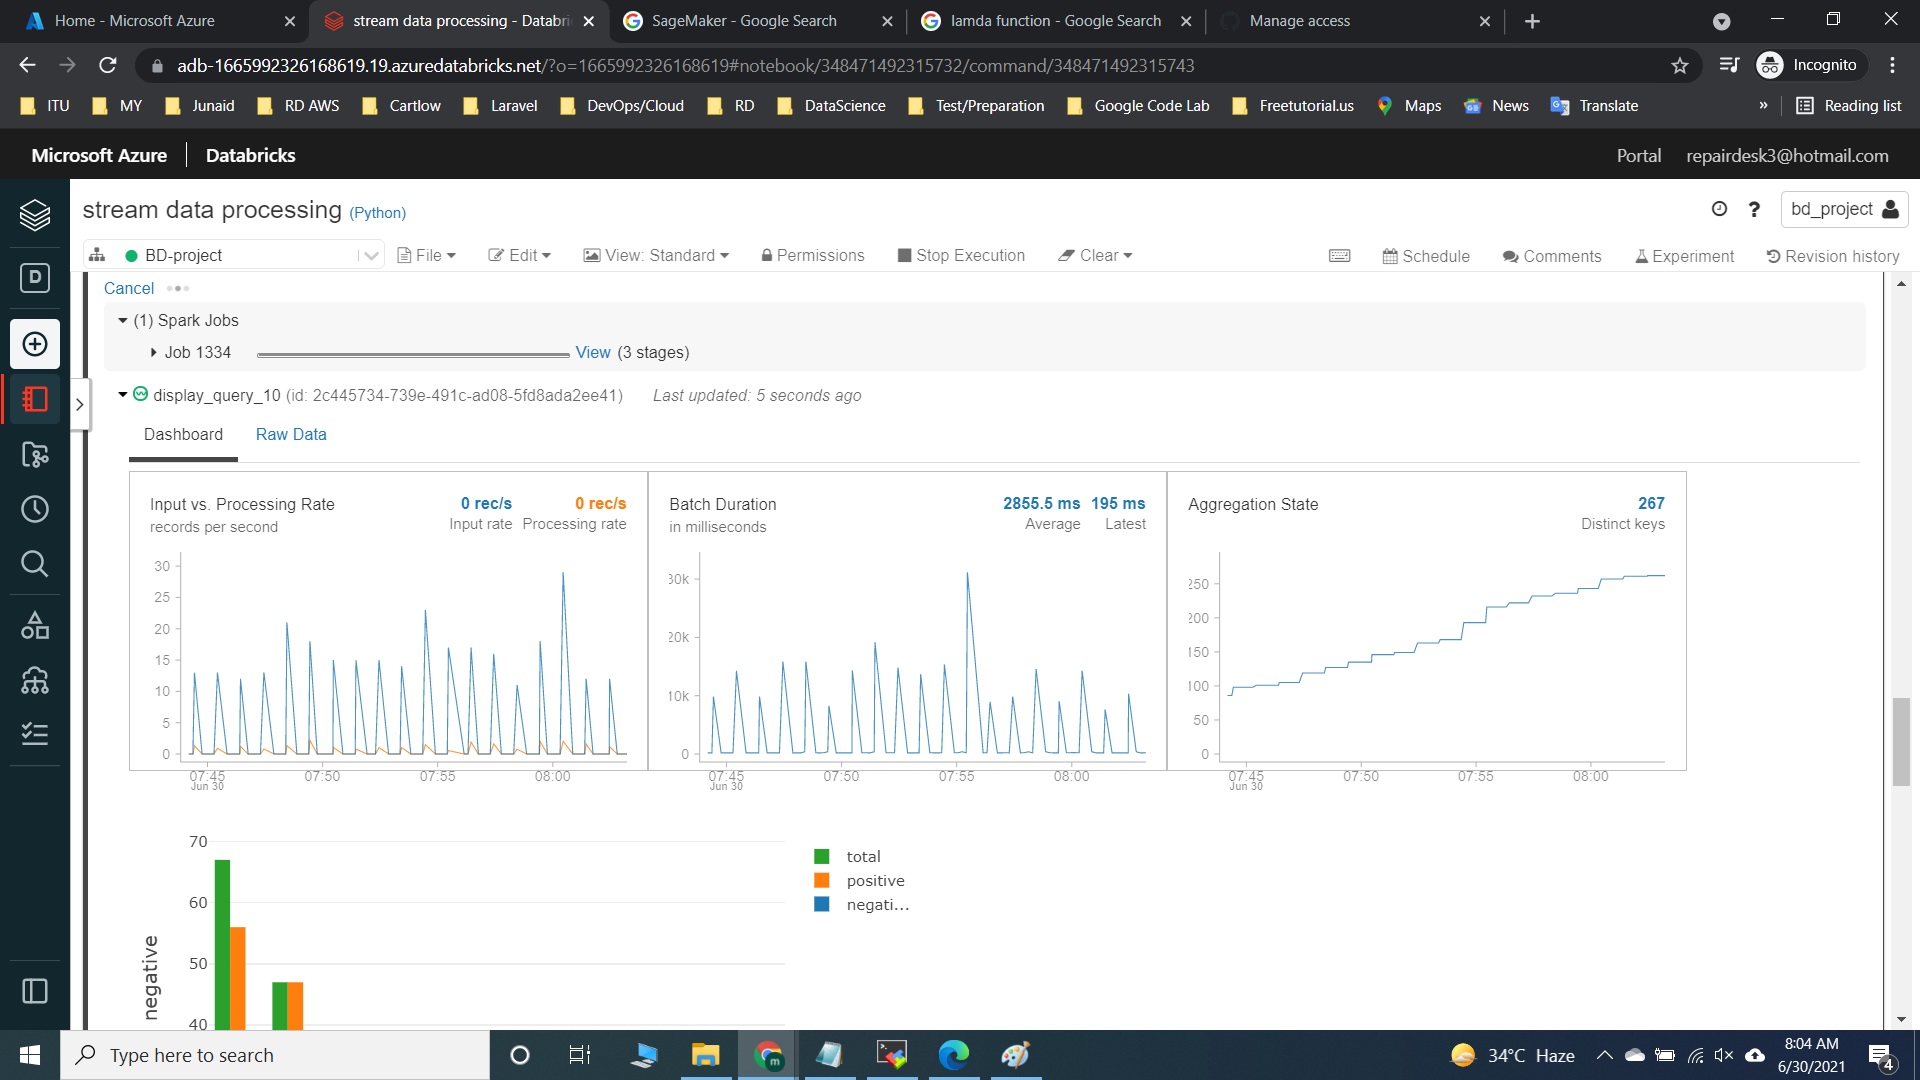 Home - Microsoft Azure
stream data processing - Databri
SageMaker - Google Search
lamda function - Google Search
Manage access
adb-1665992326168619.19.azuredatabricks.net/?o=1665992326168619#notebook/348471492315732/command/348471492315743
Incognito
ITU
MY
Junaid
RD AWS
Cartlow
Laravel
DevOps/Cloud
RD
DataScience
Test/Preparation
Google Code Lab
Freetutorial.us
Maps
News
Translate
»
Reading list
Microsoft Azure
Databricks
Portal
repairdesk3@hotmail.com
stream data processing (Python)
?
bd_project
BD-project
File
Edit
View: Standard
Permissions
Stop Execution
Clear
Schedule
Comments
Experiment
Revision history
D
Cancel
(1) Spark Jobs
Job 1334
View (3 stages)
display_query_10 (id: 2c445734-739e-491c-ad08-5fd8ada2ee41)
Last updated: 5 seconds ago
Dashboard
Raw Data
Input vs. Processing Rate
records per second
0 rec/s
Input rate
0 rec/s
Processing rate
30
25
20
15
10
5
0
07:45
Jun 30
07:50
07:55
08:00
Batch Duration
in milliseconds
2855.5 ms
Average
195 ms
Latest
30k
20k
10k
0
07:45
Jun 30
07:50
07:55
08:00
Aggregation State
267
Distinct keys
250
200
150
100
50
0
07:45
Jun 30
07:50
07:55
08:00
70
60
50
40
negative
total
positive
negati...
Type here to search
34°C Haze
8:04 AM
6/30/2021
4